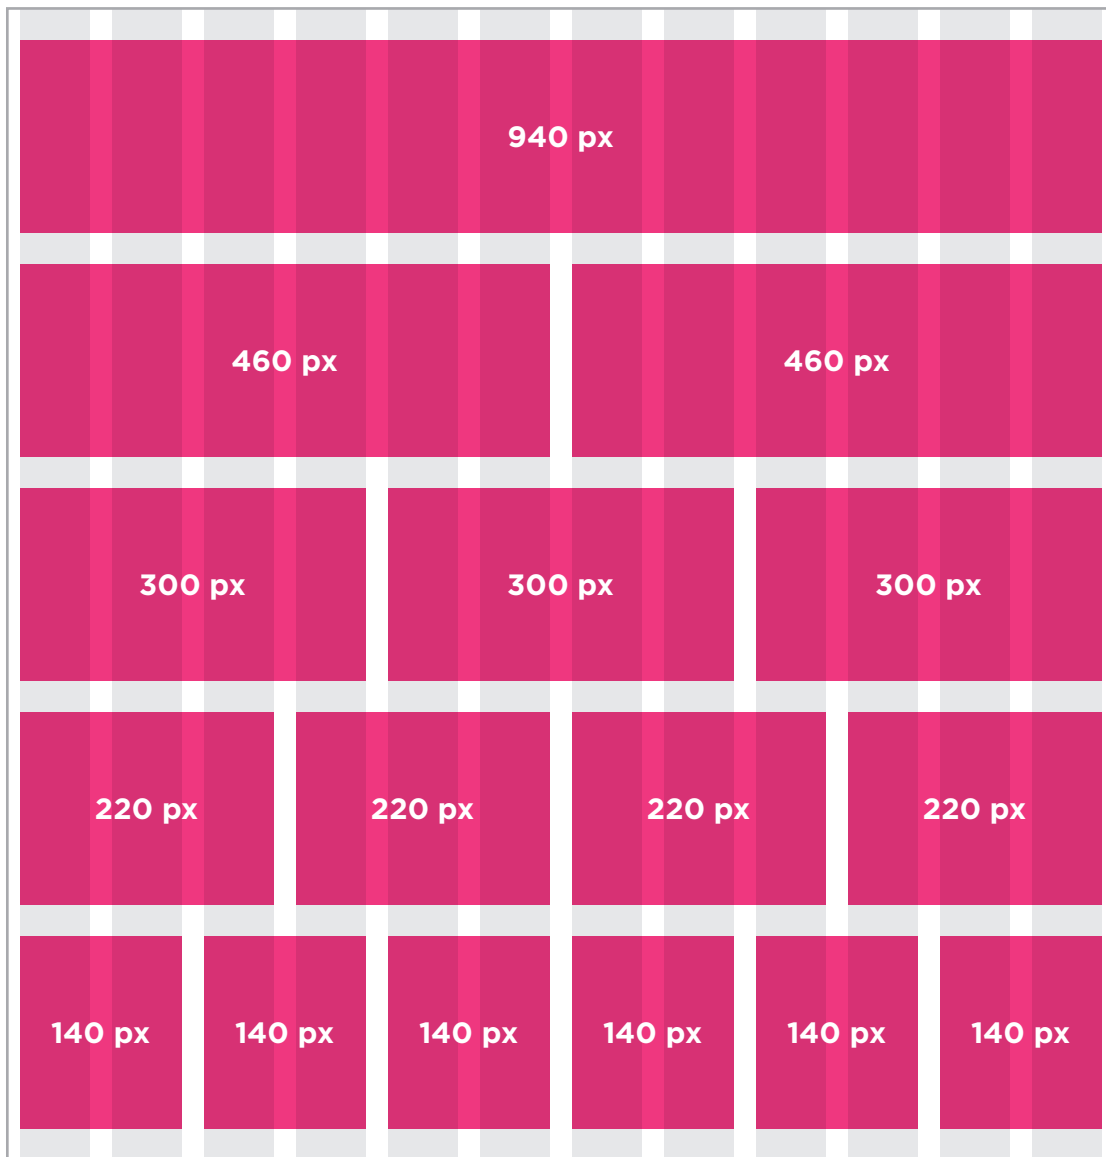 940 px
460 px 460 px
300 px 300 px 300 px
220 px 220 px 220 px 220 px
140 px 140 px 140 px 140 px 140 px 140 px